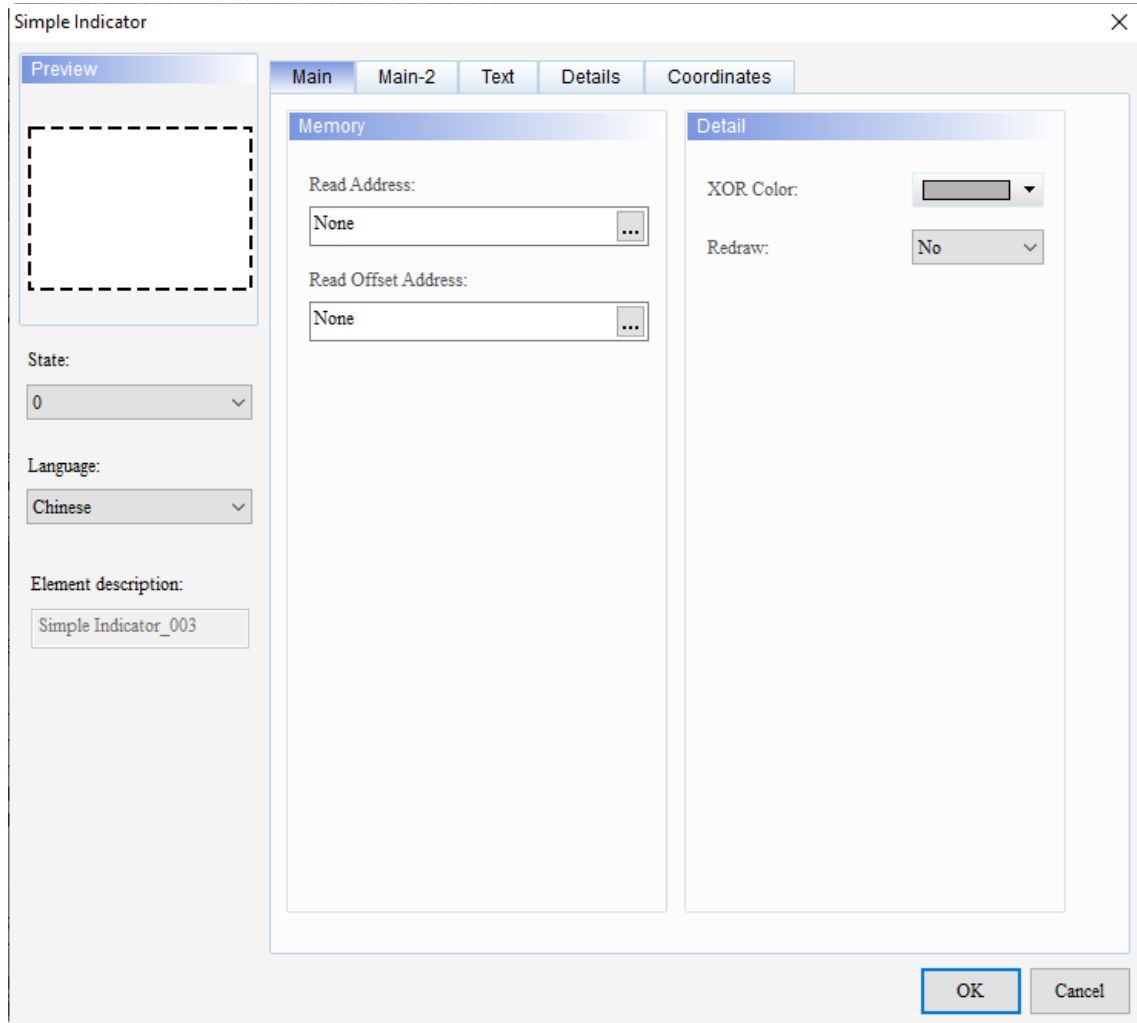 Simple Indicator
Preview
State:
0
Language:
Chinese
Element description:
Simple Indicator_003
Main
Main-2
Text
Details
Coordinates
Memory
Read Address:
None
...
Read Offset Address:
None
...
Detail
XOR Color:
Redraw:
No
OK
Cancel